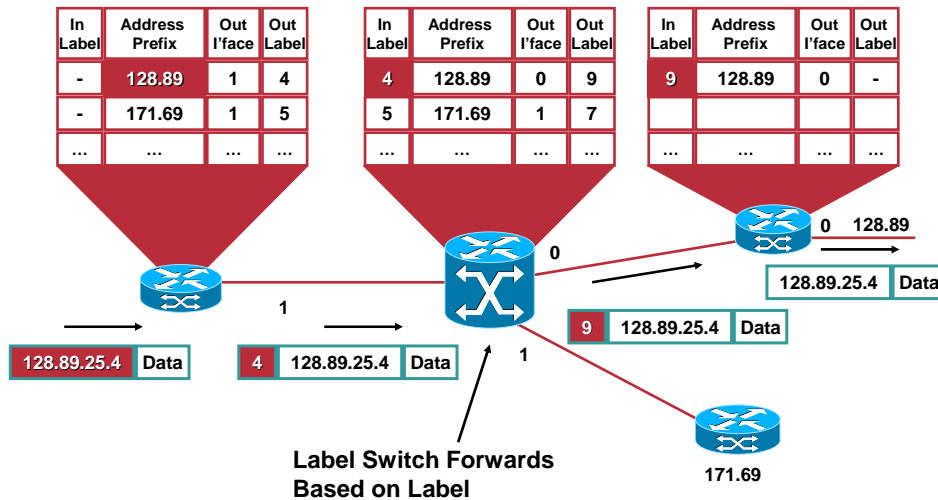 In Label Address Prefix Out I'face Out Label
- 128.89 1 4
- 171.69 1 5
... ... ... ...
In Label Address Prefix Out I'face Out Label
4 128.89 0 9
5 171.69 1 7
... ... ... ...
In Label Address Prefix Out I'face Out Label
9 128.89 0 -
... ... ... ...
0 128.89
0
128.89.25.4 Data
1
9 128.89.25.4 Data
128.89.25.4 Data
4 128.89.25.4 Data
1
Label Switch Forwards
Based on Label
171.69